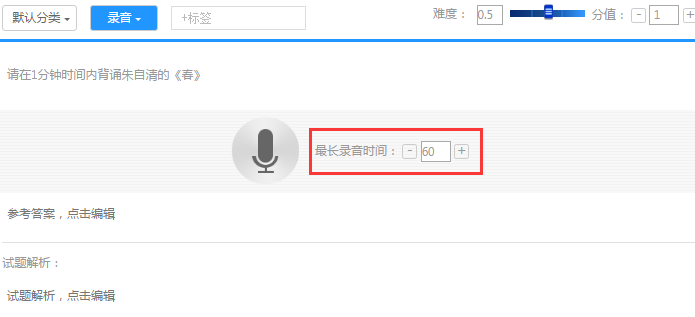 默认分类 录音 +标签 难度： 0.5 分值： - 1 +
请在1分钟时间内背诵朱自清的《春》
最长录音时间： - 60 +
参考答案，点击编辑
试题解析：
试题解析，点击编辑